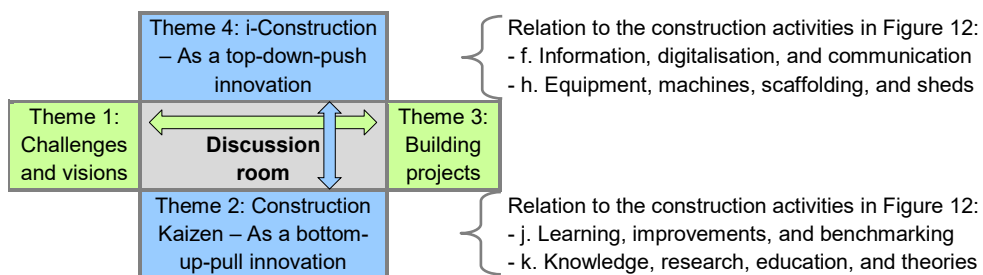 Theme 4: i-Construction
– As a top-down-push
innovation
Relation to the construction activities in Figure 12:
- f. Information, digitalisation, and communication
- h. Equipment, machines, scaffolding, and sheds
Theme 1:
Challenges
and visions
Discussion
room
Theme 3:
Building
projects
Theme 2: Construction
Kaizen – As a bottom-
up-pull innovation
Relation to the construction activities in Figure 12:
- j. Learning, improvements, and benchmarking
- k. Knowledge, research, education, and theories